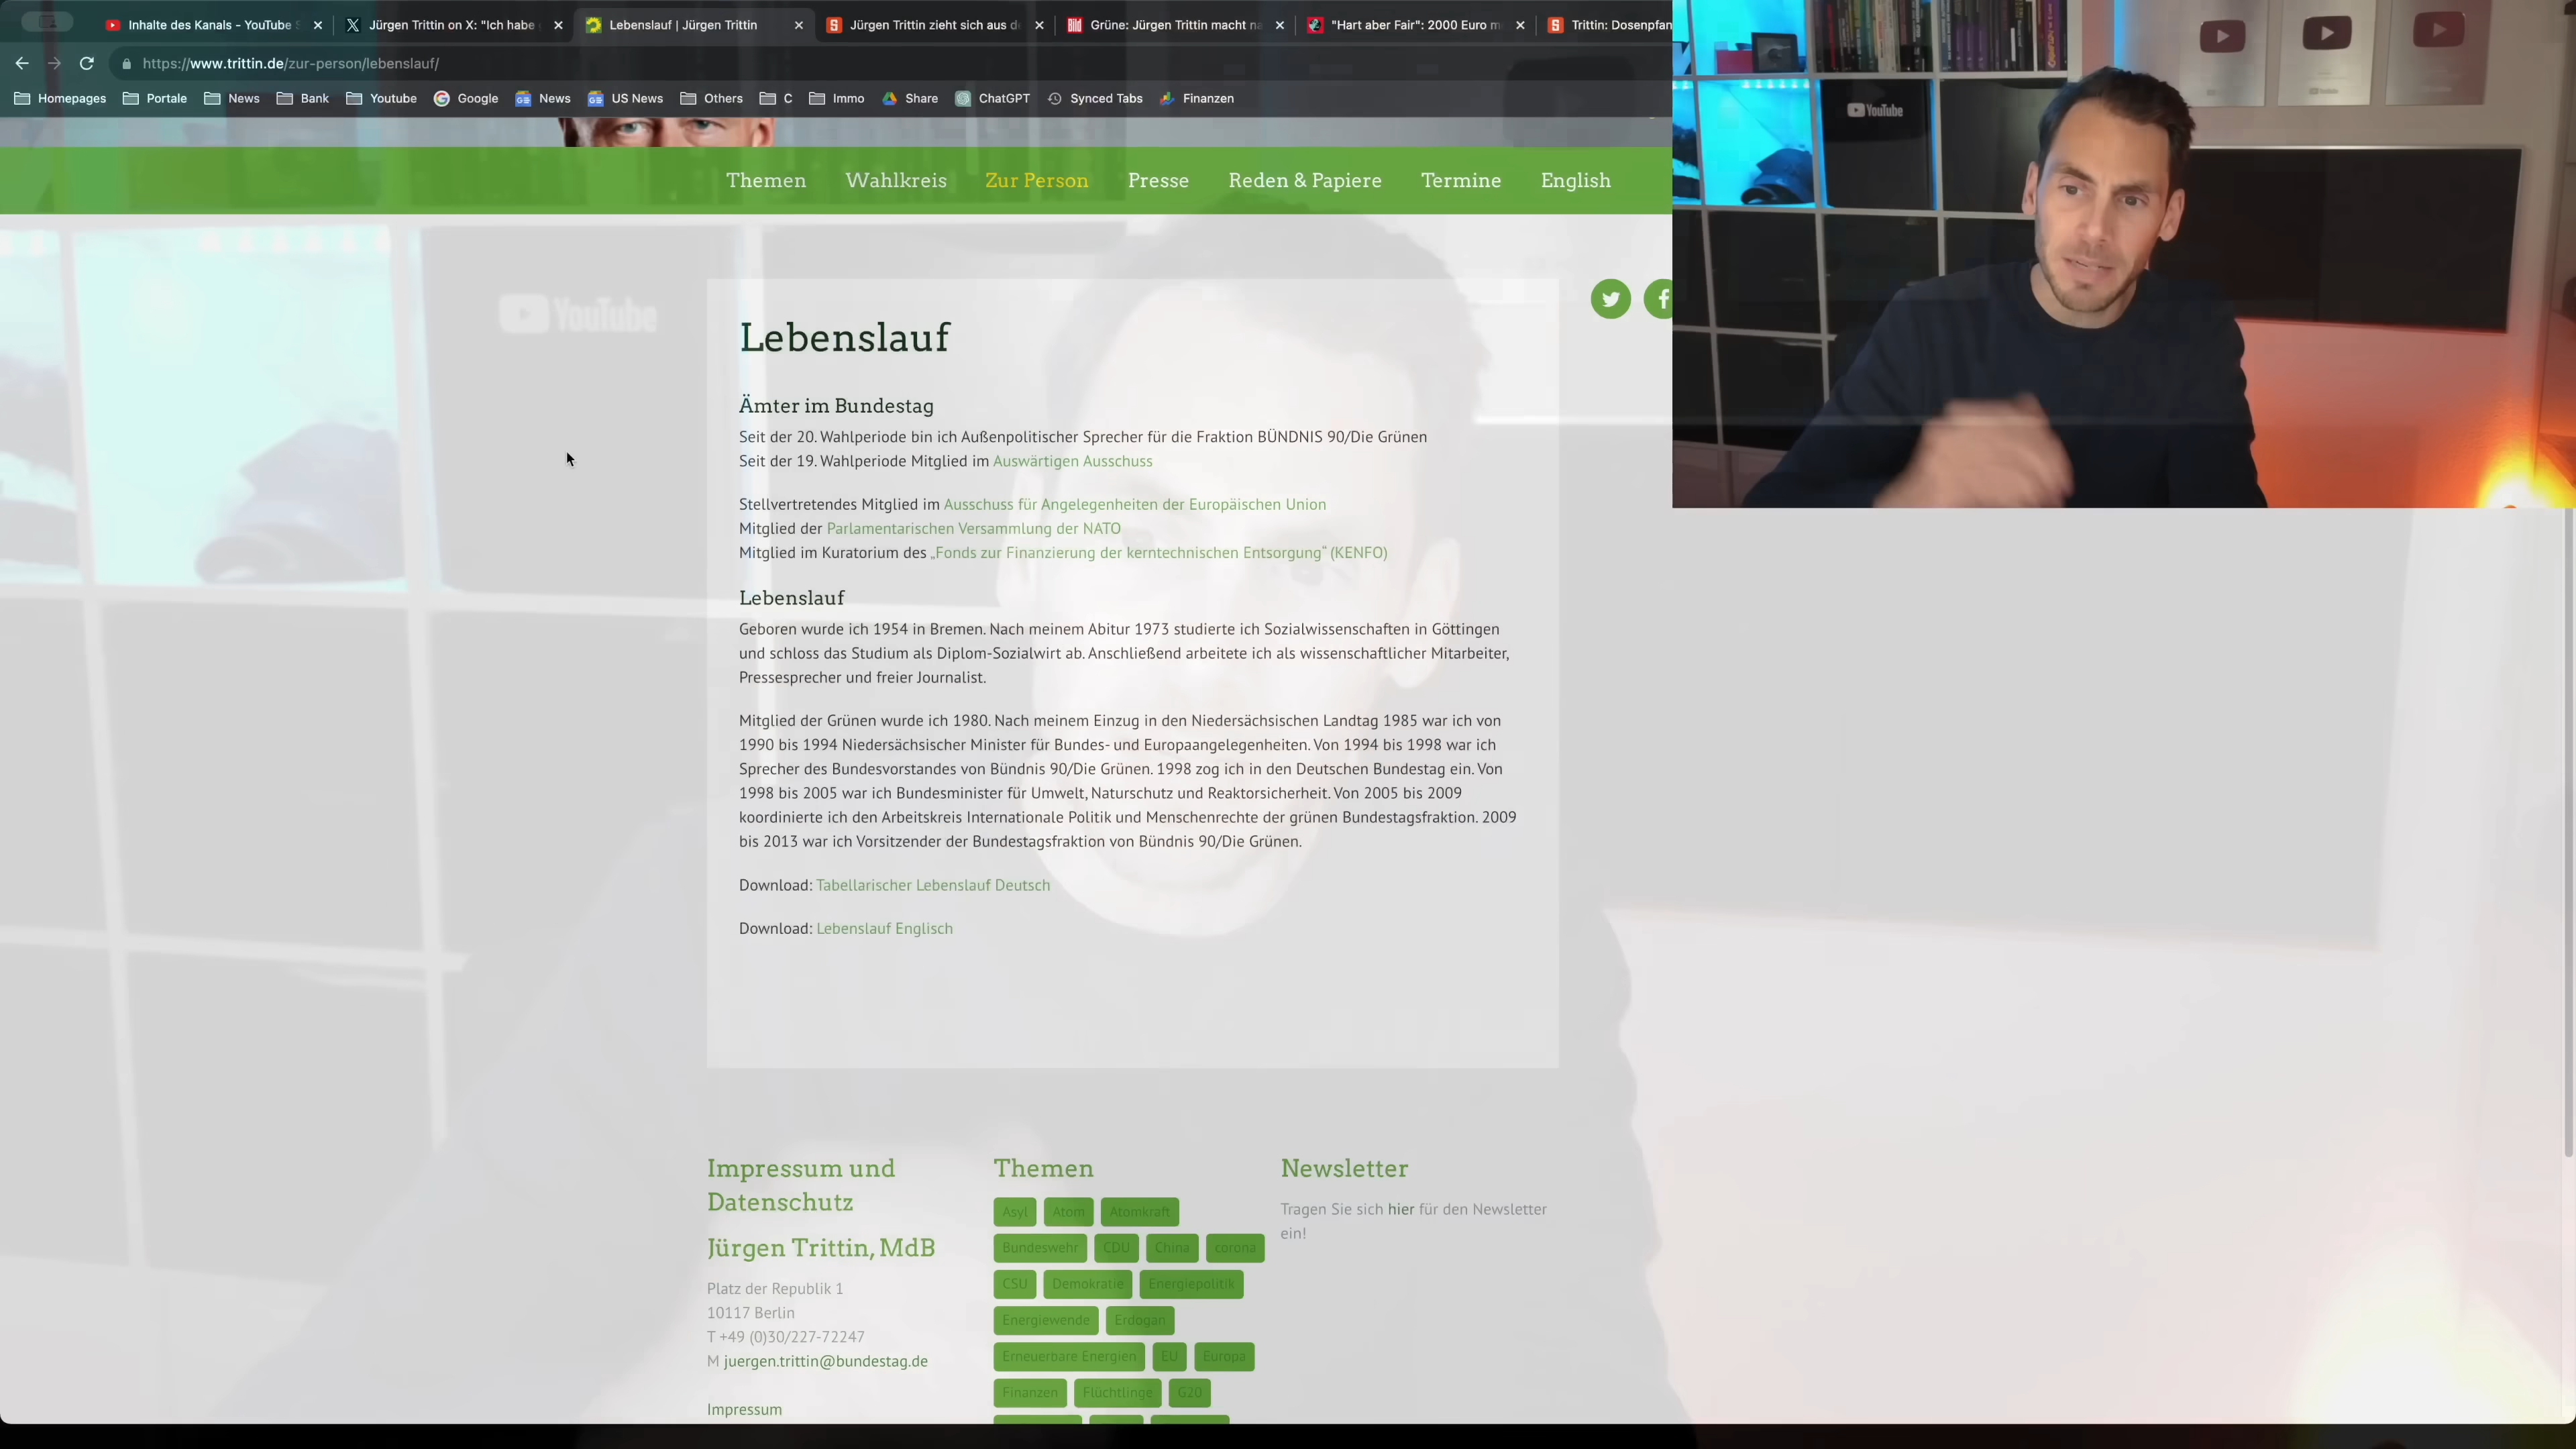 Inhalte des Kanals - YouTube S
Jürgen Trittin on X: "Ich habe
Lebenslauf | Jürgen Trittin
Jürgen Trittin zieht sich aus
Grüne: Jürgen Trittin macht
"Hart aber Fair": 2000 Euro
Trittin: Dosenpfan
https://www.trittin.de/zur-person/lebenslauf/
Homepages
Portale
News
Bank
Youtube
Google
News
US News
Others
C
Immo
Share
ChatGPT
Synced Tabs
Finanzen
Themen
Wahlkreis
Zur Person
Presse
Reden & Papiere
Termine
English
YouTube
YouTube
Lebenslauf
Ämter im Bundestag
Seit der 20. Wahlperiode bin ich Außenpolitischer Sprecher für die Fraktion BÜNDNIS 90/Die Grünen
Seit der 19. Wahlperiode Mitglied im Auswärtigen Ausschuss
Stellvertretendes Mitglied im Ausschuss für Angelegenheiten der Europäischen Union
Mitglied der Parlamentarischen Versammlung der NATO
Mitglied im Kuratorium des „Fonds zur Finanzierung der kerntechnischen Entsorgung“ (KENFO)
Lebenslauf
Geboren wurde ich 1954 in Bremen. Nach meinem Abitur 1973 studierte ich Sozialwissenschaften in Göttingen
und schloss das Studium als Diplom-Sozialwirt ab. Anschließend arbeitete ich als wissenschaftlicher Mitarbeiter,
Pressesprecher und freier Journalist.
Mitglied der Grünen wurde ich 1980. Nach meinem Einzug in den Niedersächsischen Landtag 1985 war ich von
1990 bis 1994 Niedersächsischer Minister für Bundes- und Europaangelegenheiten. Von 1994 bis 1998 war ich
Sprecher des Bundesvorstandes von Bündnis 90/Die Grünen. 1998 zog ich in den Deutschen Bundestag ein. Von
1998 bis 2005 war ich Bundesminister für Umwelt, Naturschutz und Reaktorsicherheit. Von 2005 bis 2009
koordinierte ich den Arbeitskreis Internationale Politik und Menschenrechte der grünen Bundestagsfraktion. 2009
bis 2013 war ich Vorsitzender der Bundestagsfraktion von Bündnis 90/Die Grünen.
Download: Tabellarischer Lebenslauf Deutsch
Download: Lebenslauf Englisch
Impressum und
Datenschutz
Jürgen Trittin, MdB
Platz der Republik 1
10117 Berlin
T +49 (0)30/227-72247
M juergen.trittin@bundestag.de
Impressum
Themen
Asyl Atom Atomkraft
Bundeswehr CDU China corona
CSU Demokratie Energiepolitik
Energiewende Erdogan
Erneuerbare Energien EU Europa
Finanzen Flüchtlinge G20
Newsletter
Tragen Sie sich hier für den Newsletter
ein!